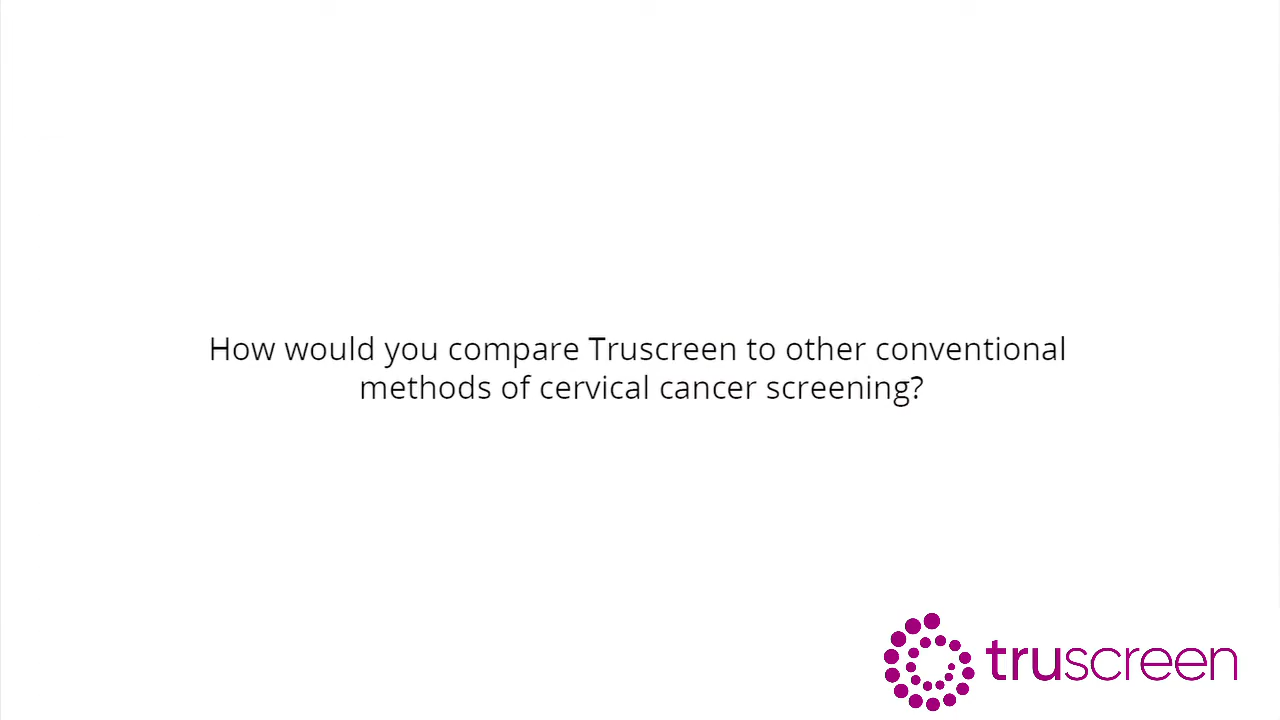 How would you compare Truscreen to other conventional
methods of cervical cancer screening?
truscreen